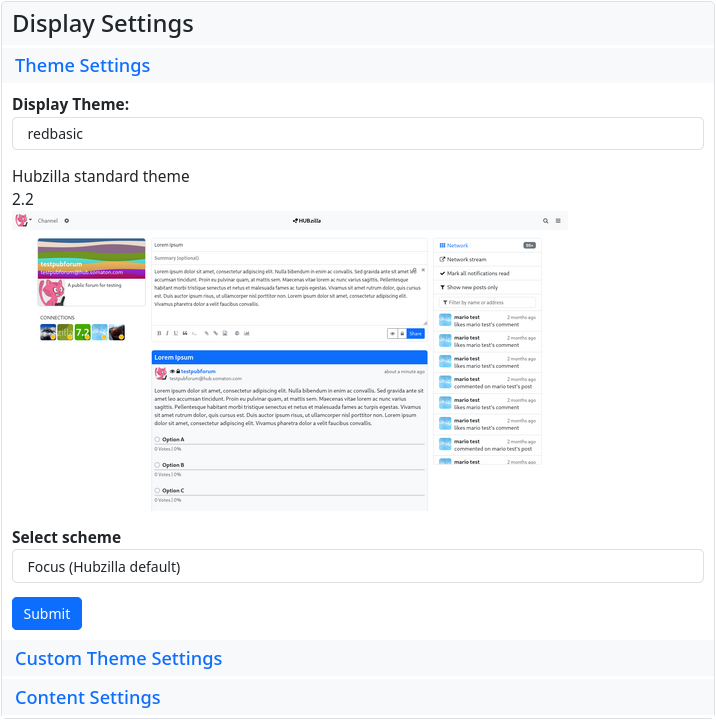 Display Settings
Theme Settings
Display Theme:
redbasic
Hubzilla standard theme
2.2
Channel
HUBzilla
testpubforum
testpubforum@hub.somaton.com
A public forum for testing
CONNECTIONS
7.2
Lorem Ipsum
Summary (optional)
Lorem ipsum dolor sit amet, consectetur adipiscing elit. Nulla bibendum in enim ac convallis. Sed gravida ante sit amet
accumsan tincidunt. Proin eu pulvinar quam, at mattis sem. Maecenas vitae lorem ac nunc varius sagittis. Pellentesque
habitant morbi tristique senectus et netus et malesuada fames ac turpis egestas. Vivamus sit amet rutrum dolor, quis cursus
est. Duis auctor ipsum risus, ut ullamcorper nisl porttitor non. Lorem ipsum dolor sit amet, consectetur adipiscing elit.
Vivamus pharetra dolor a velit faucibus convallis.
B I U
Share
Lorem Ipsum
testpubforum
about a minute ago
testpubforum@hub.somaton.com
Lorem ipsum dolor sit amet, consectetur adipiscing elit. Nulla bibendum in enim ac convallis. Sed gravida ante sit
amet leo accumsan tincidunt. Proin eu pulvinar quam, at mattis sem. Maecenas vitae lorem ac nunc varius
sagittis. Pellentesque habitant morbi tristique senectus et netus et malesuada fames ac turpis egestas. Vivamus
sit amet rutrum dolor, quis cursus est. Duis auctor ipsum risus, ut ullamcorper nisl porttitor non. Lorem ipsum
dolor sit amet, consectetur adipiscing elit. Vivamus pharetra dolor a velit faucibus convallis.
Option A
0 Votes | 0%
Option B
0 Votes | 0%
Option C
0 Votes | 0%
Network
99+
Network stream
Mark all notifications read
Show new posts only
Filter by name or address
mario test 2 months ago
likes mario test's comment
mario test 2 months ago
likes mario test's comment
mario test 2 months ago
likes mario test's comment
mario test 2 months ago
commented on mario test's post
mario test 2 months ago
likes mario test's comment
mario test 2 months ago
likes mario test's comment
mario test 2 months ago
commented on mario test's post
mario test 2 months ago
Select scheme
Focus (Hubzilla default)
Submit
Custom Theme Settings
Content Settings